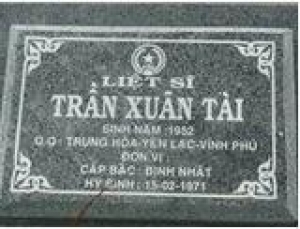 LIỆT SĨ
TRẦN XUÂN TÀI
SINH NĂM :1952
Q.Q : TRUNG HÒA-YÊN LẠC-VĨNH PHÚ
ĐƠN VỊ :
CẤP BẬC : BINH NHẤT
HY SINH : 15-02-1971